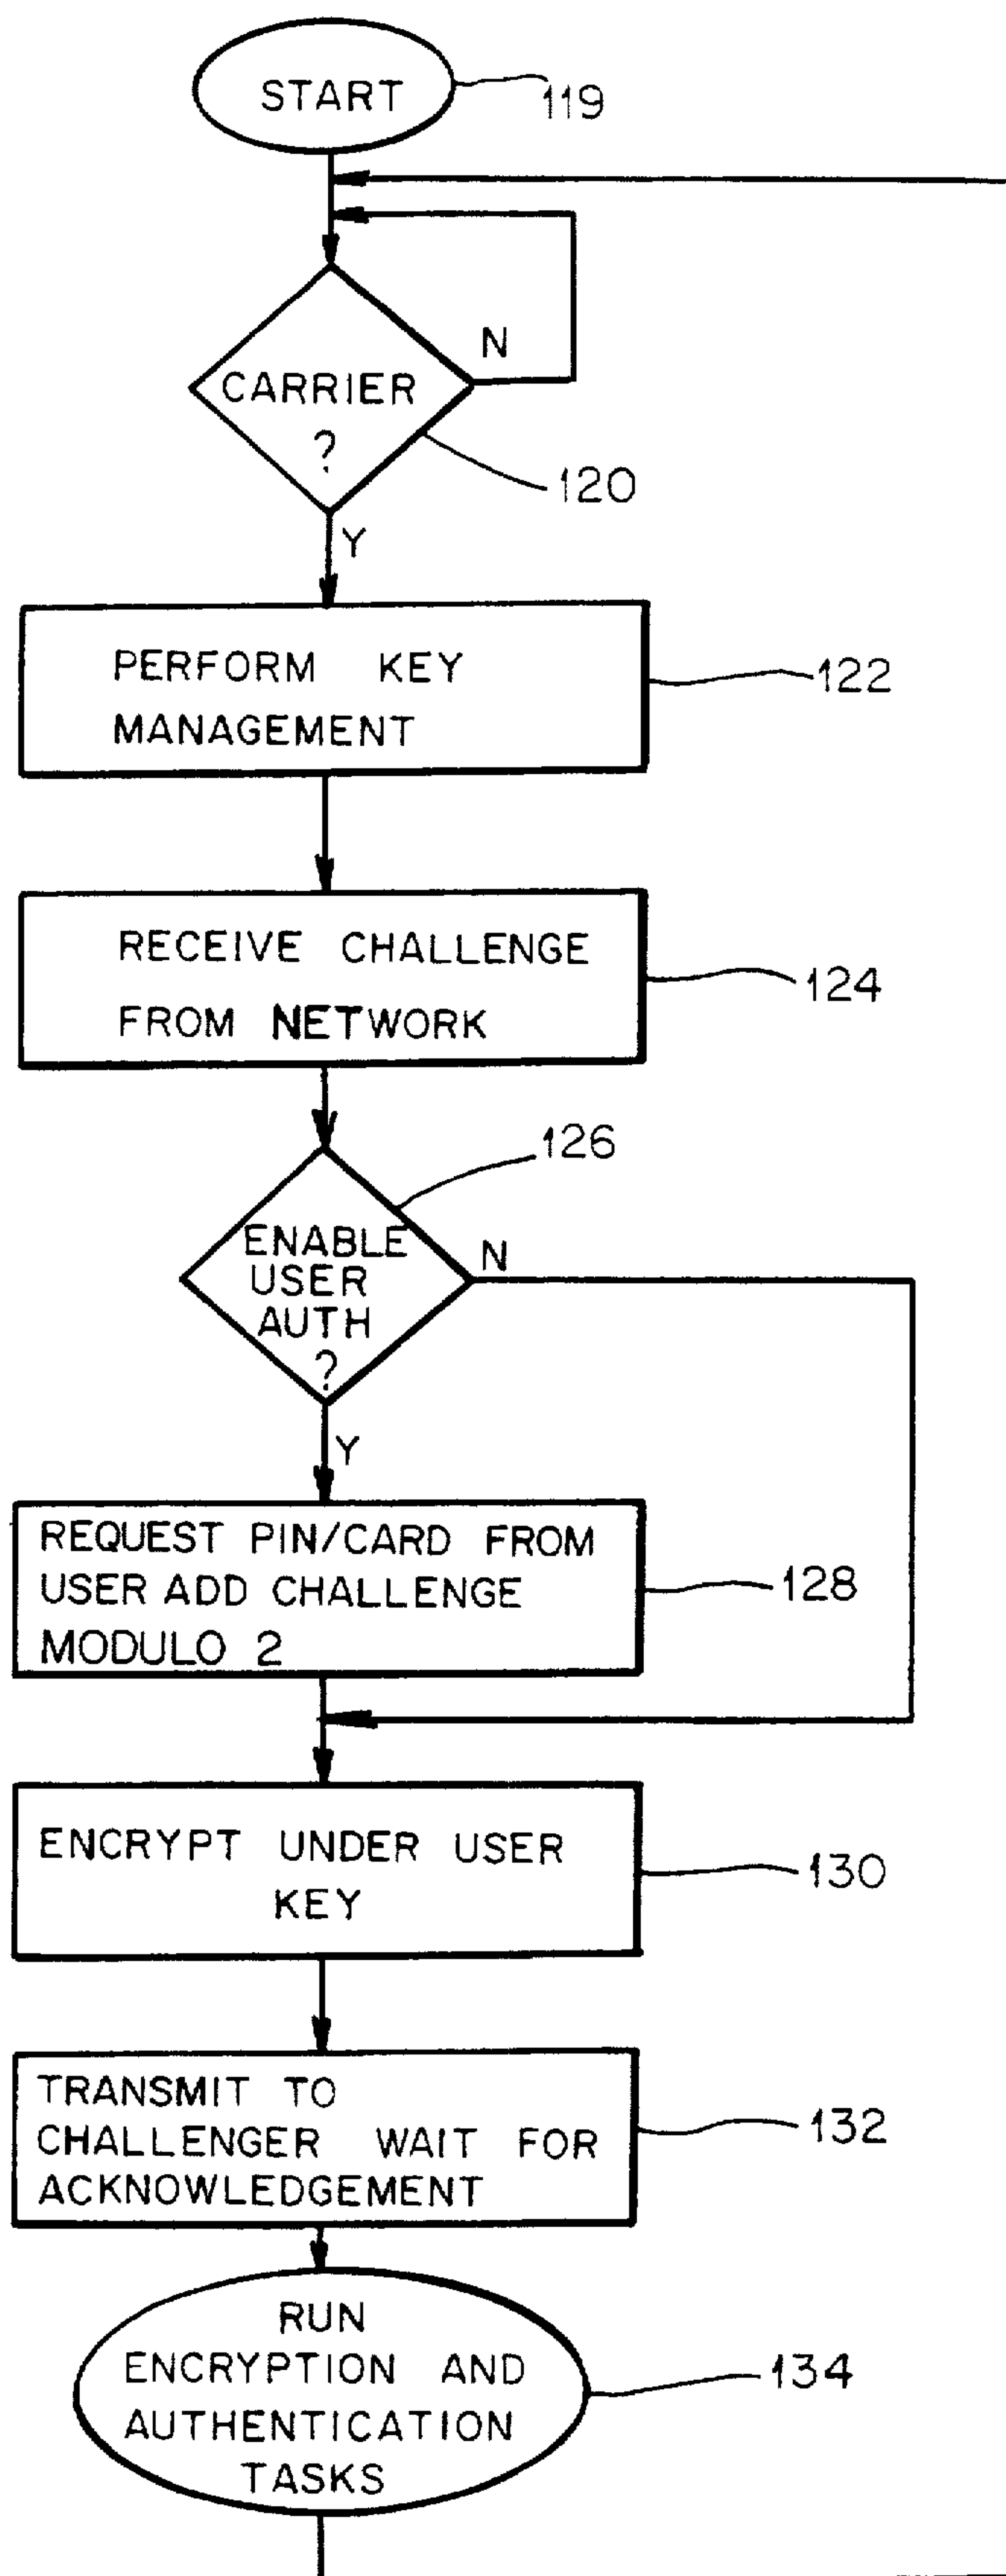 START
119
N
CARRIER
?
120
Y
PERFORM KEY
MANAGEMENT
122
RECEIVE CHALLENGE
FROM NETWORK
124
126
ENABLE
USER
AUTH
?
N
Y
REQUEST PIN/CARD FROM
USER ADD CHALLENGE
MODULO 2
128
ENCRYPT UNDER USER
KEY
130
TRANSMIT TO
CHALLENGER WAIT FOR
ACKNOWLEDGEMENT
132
RUN
ENCRYPTION AND
AUTHENTICATION
TASKS
134